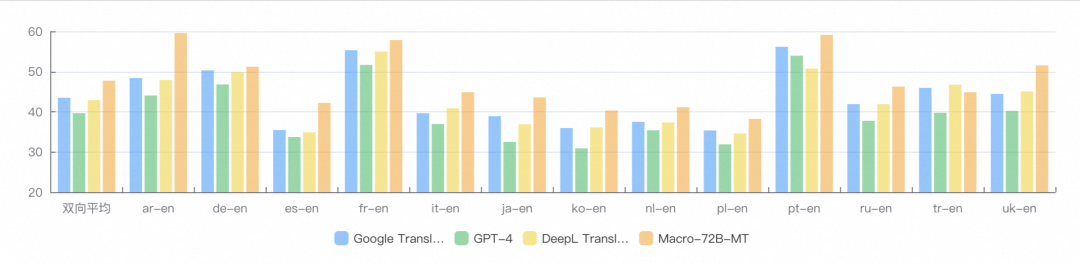 60
50
40
30
20
双向平均 ar-en de-en es-en fr-en it-en ja-en ko-en nl-en pl-en pt-en ru-en tr-en uk-en
Google Transl... GPT-4 DeepL Transl... Macro-72B-MT